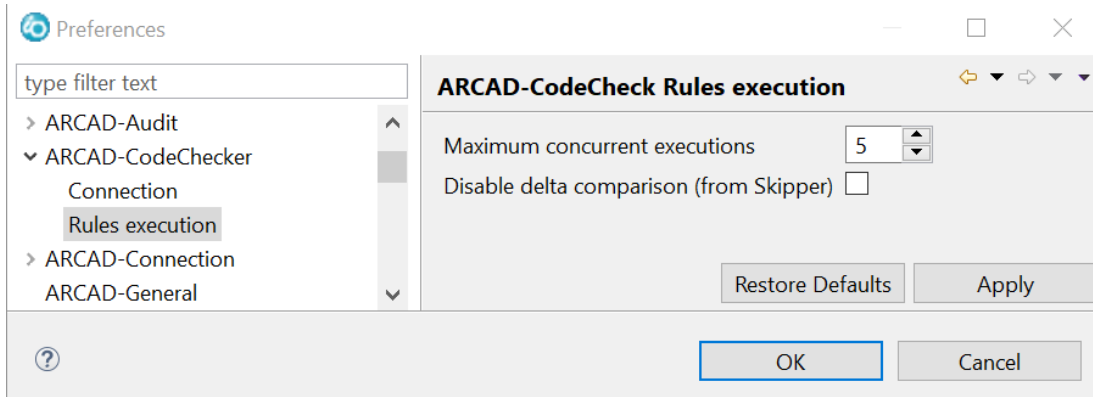 Preferences
type filter text
ARCAD-Audit
ARCAD-CodeChecker
Connection
Rules execution
ARCAD-Connection
ARCAD-General
ARCAD-CodeCheck Rules execution
Maximum concurrent executions 5
Disable delta comparison (from Skipper)
Restore Defaults Apply
? OK Cancel